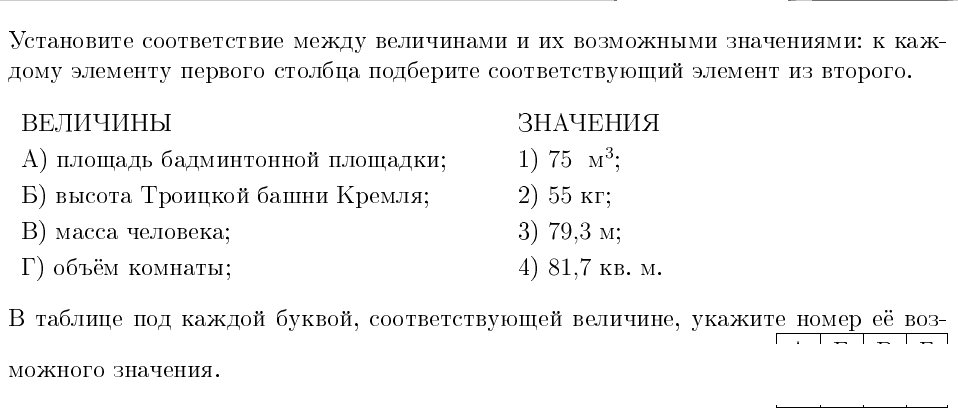 Установите соответствие между величинами и их возможными значениями: к каж-
дому элементу первого столбца подберите соответствующий элемент из второго.
ВЕЛИЧИНЫ ЗНАЧЕНИЯ
А) площадь бадминтонной площадки; 1) 75 м³;
Б) высота Троицкой башни Кремля; 2) 55 кг;
В) масса человека; 3) 79,3 м;
Г) объём комнаты; 4) 81,7 кв. м.
В таблице под каждой буквой, соответствующей величине, укажите номер её воз-
можного значения.